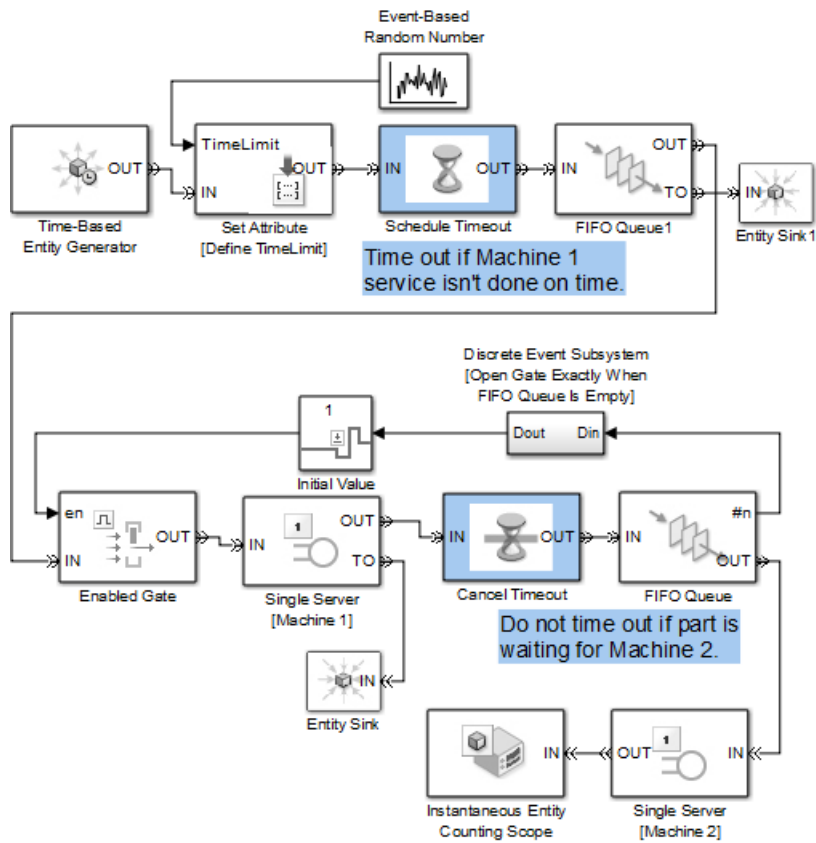 Event-Based
Random Number
TimeLimit
OUT
IN
OUT
IN
OUT
IN
OUT
TO
IN
Time-Based
Entity Generator
Set Attribute
[Define TimeLimit]
Schedule Timeout
FIFO Queue1
Entity Sink1
Time out if Machine 1
service isn't done on time.
Discrete Event Subsystem
[Open Gate Exactly When
FIFO Queue Is Empty]
1
Dout
Din
Initial Value
en
OUT
IN
1
IN
OUT
TO
IN
OUT
#n
IN
OUT
Enabled Gate
Single Server
[Machine 1]
Cancel Timeout
FIFO Queue
Do not time out if part is
waiting for Machine 2.
IN
Entity Sink
IN
OUT
1
IN
Instantaneous Entity
Counting Scope
Single Server
[Machine 2]